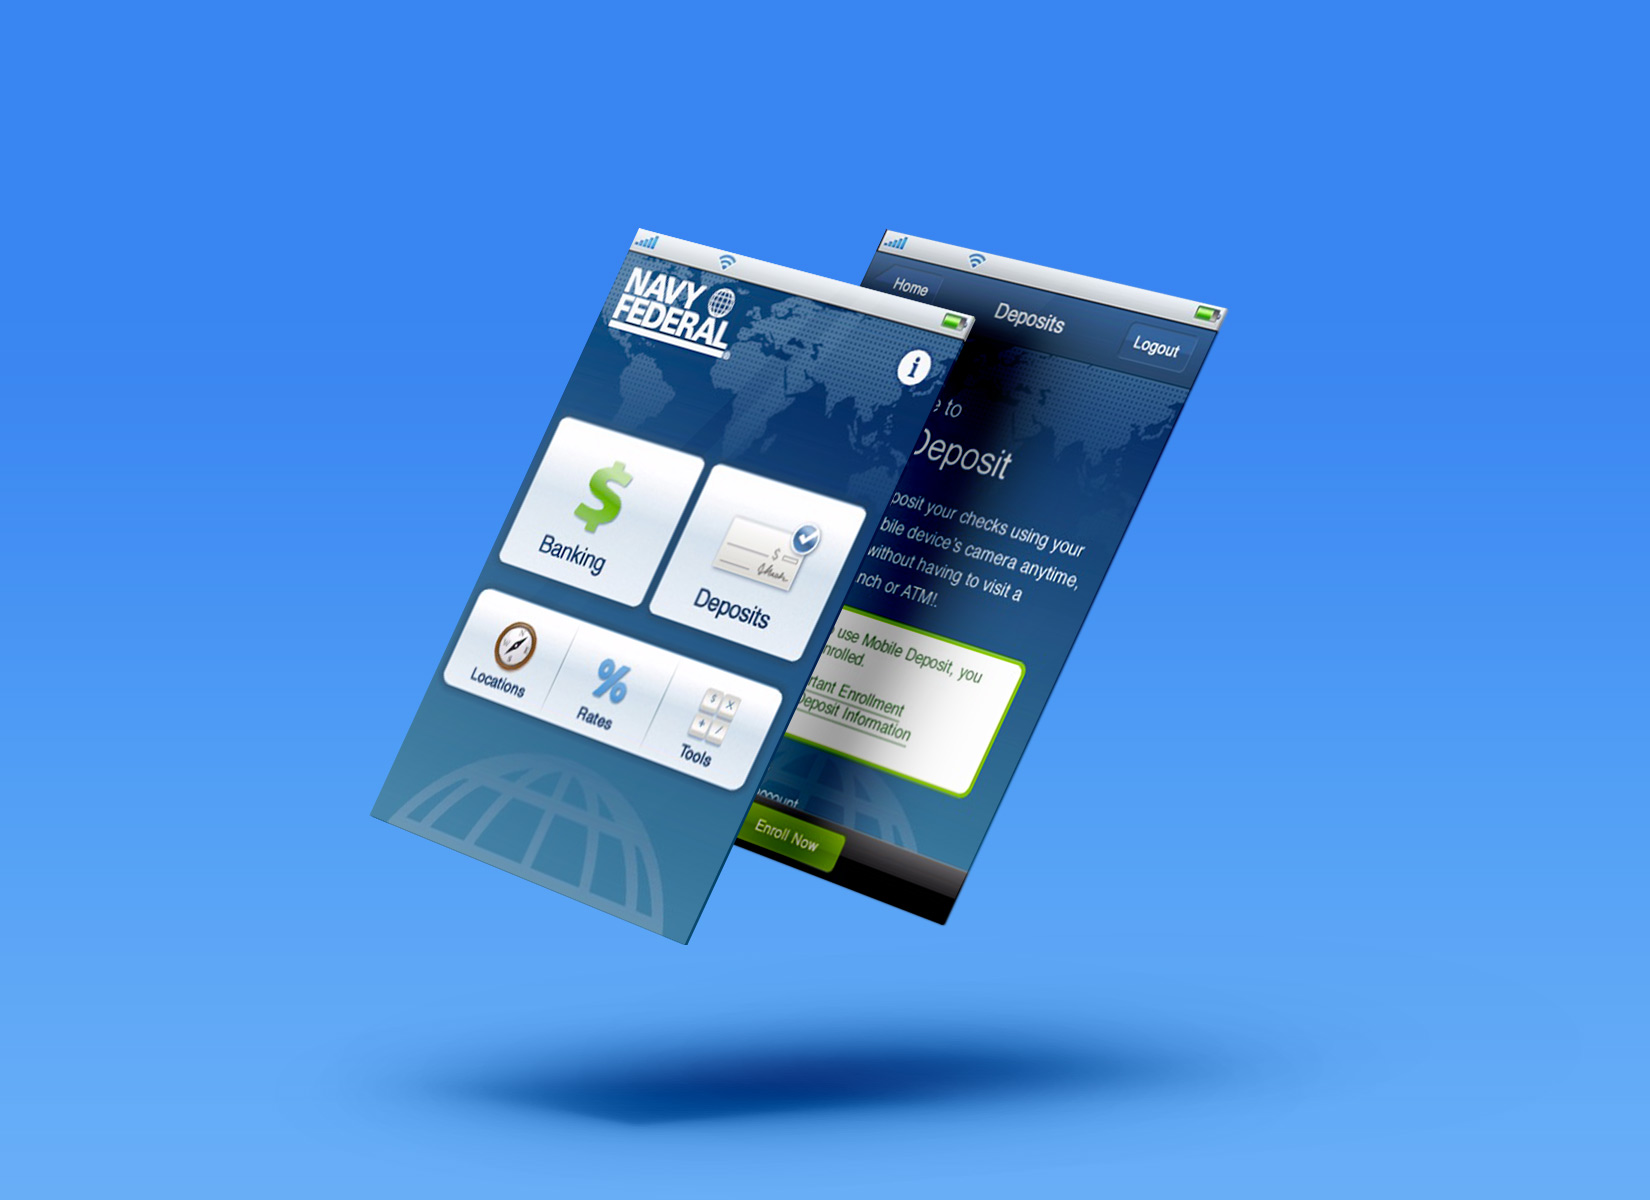 NAVY
FEDERAL
®
i
Banking
$
Deposits
Locations
%
Rates
$ ×
+ /
Tools
Home
Deposits
Logout
to
Deposit
posit your checks using your
bile device's camera anytime,
without having to visit a
nch or ATM!.
use Mobile Deposit, you
nrolled.
rtant Enrollment
Deposit Information
account
Enroll Now